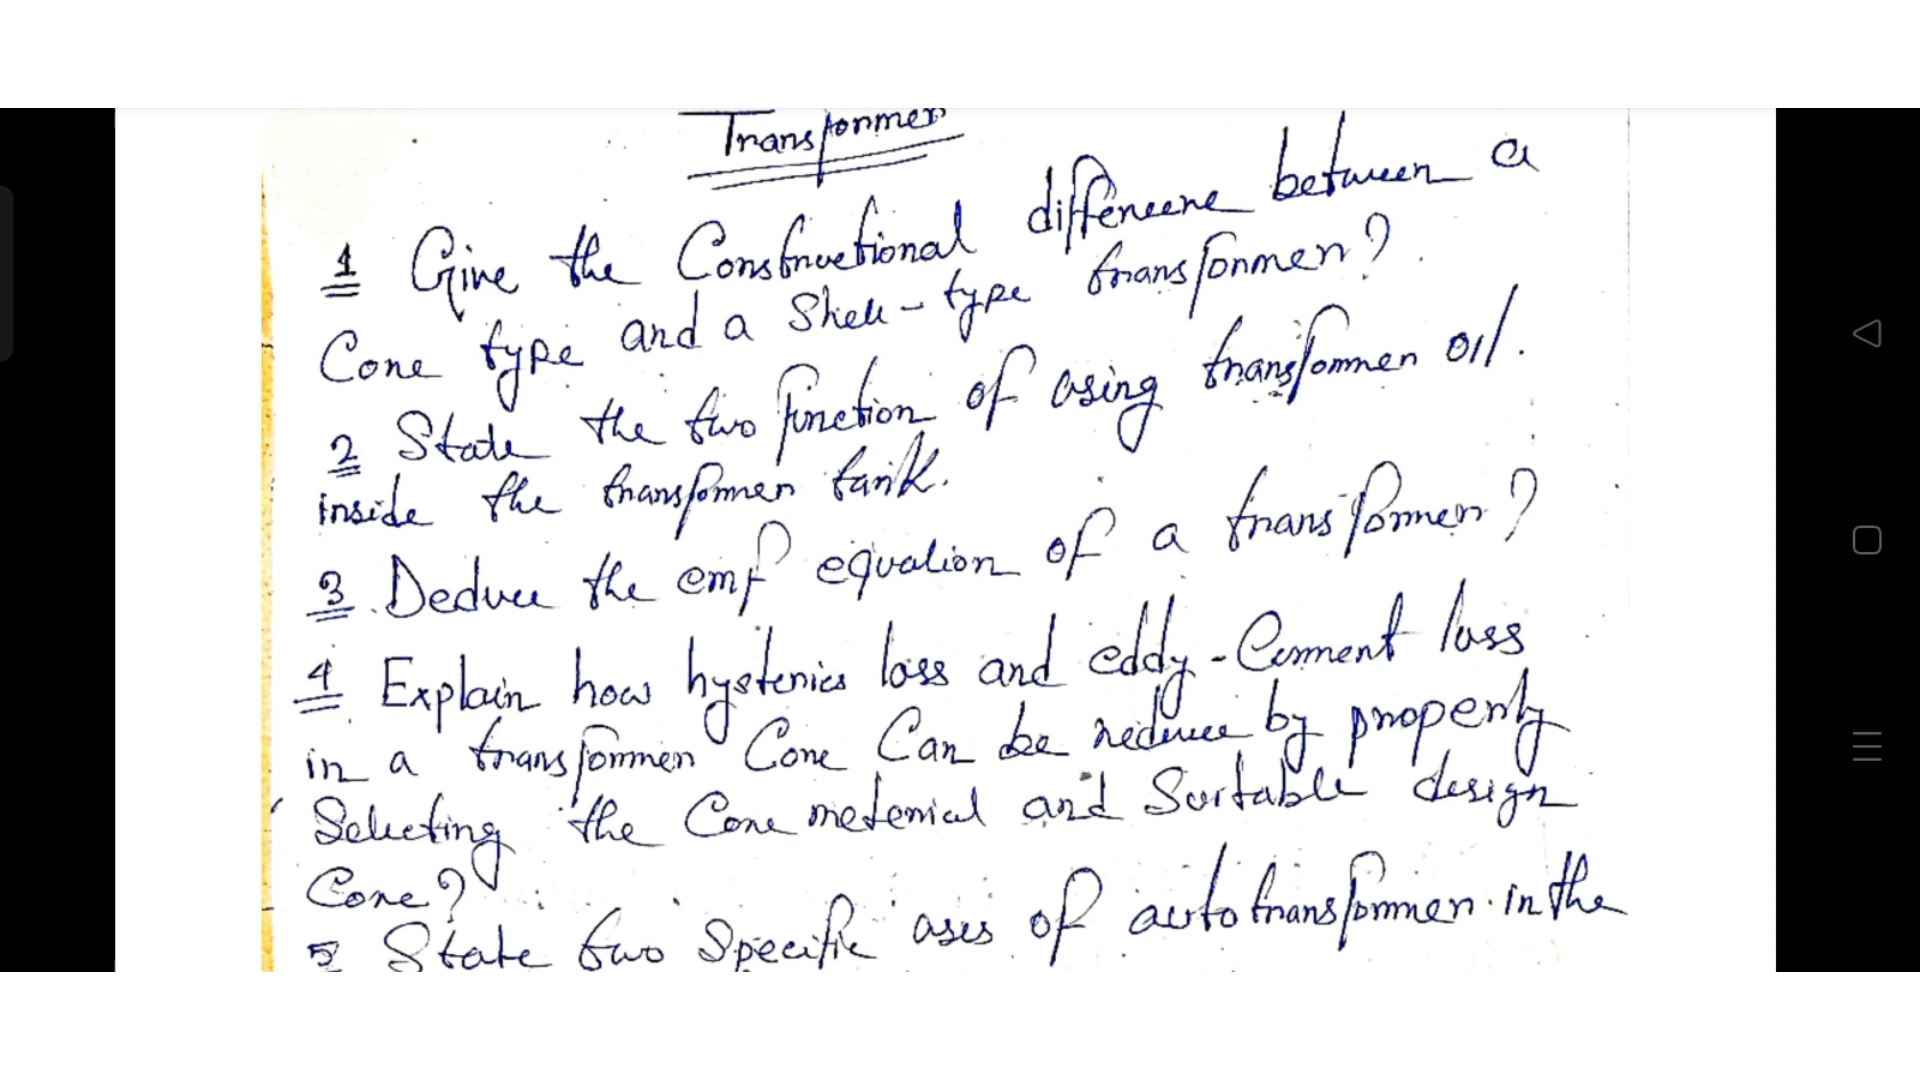 Transformer
1 Give the Constructional difference between a
Core type and a Shell-type transformer?
2 State the two function of using transformer oil.
inside the transformer tank.
3. Deduce the emf equation of a transformer?
4 Explain how hysterics loss and eddy-Current loss
in a transformer Core Can be reduce by properly
Selecting the Core meterial and Suitable design
Core?
5 State two Specific uses of autotransformer in the